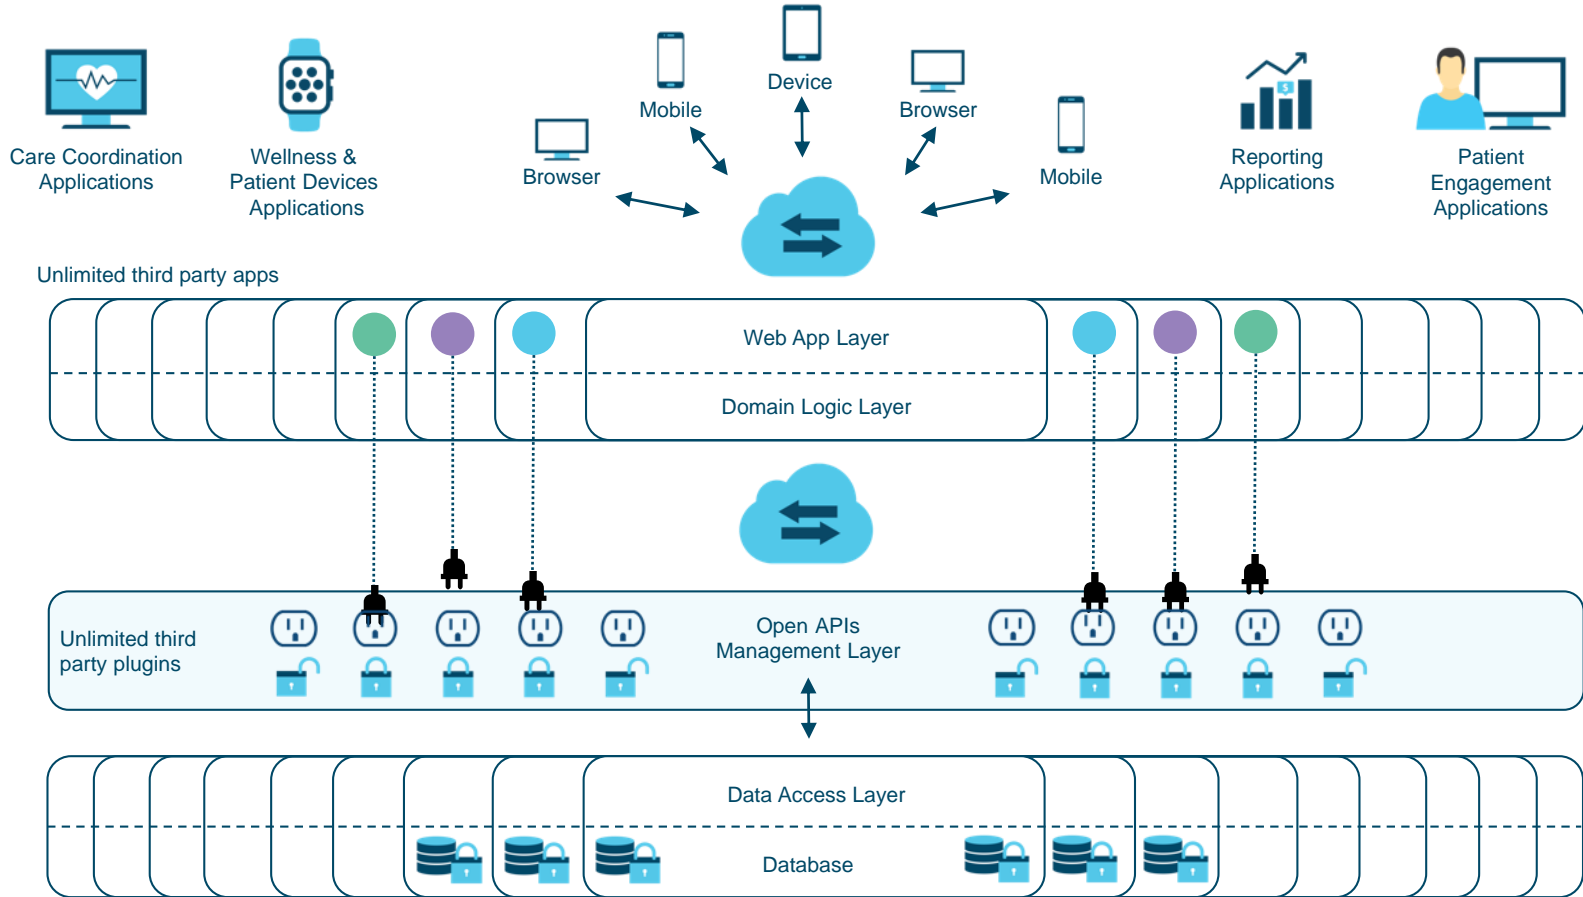 Device
Mobile
Browser
Browser
Mobile
Care Coordination
Applications
Wellness &
Patient Devices
Applications
Reporting
Applications
$
Patient
Engagement
Applications
Unlimited third party apps
Web App Layer
Domain Logic Layer
Unlimited third
party plugins
Open APIs
Management Layer
Data Access Layer
Database